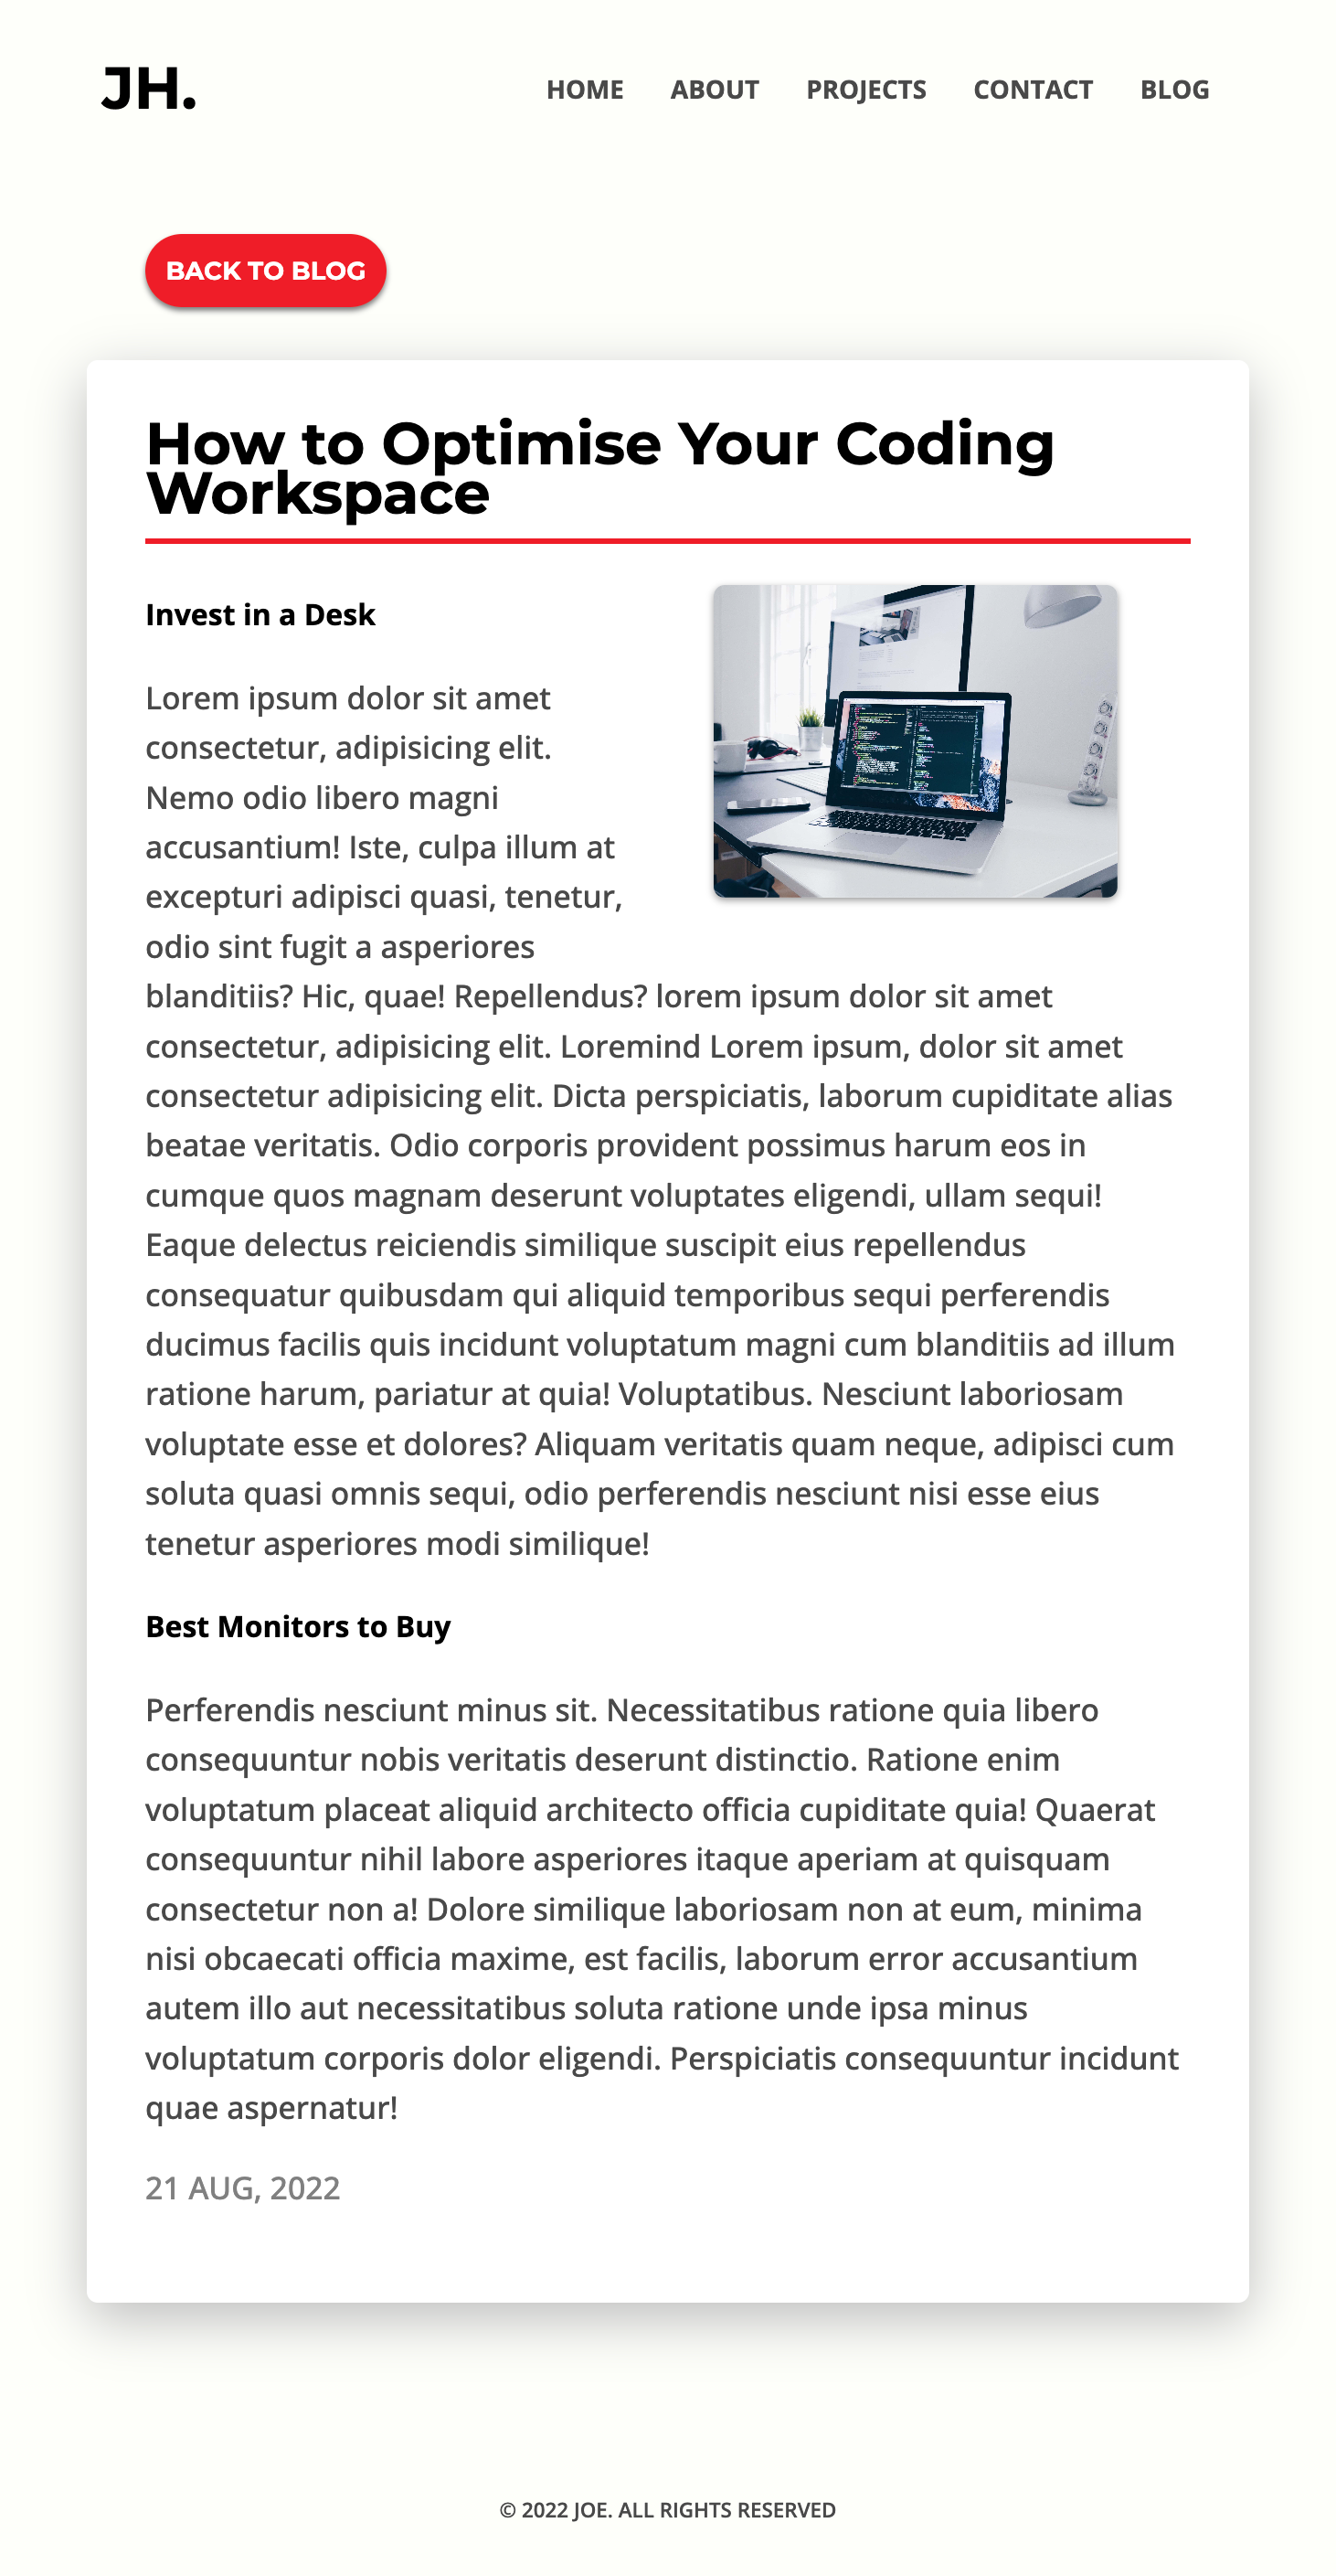 JH.
HOME ABOUT PROJECTS CONTACT BLOG
BACK TO BLOG
How to Optimise Your Coding
Workspace
Invest in a Desk
Lorem ipsum dolor sit amet
consectetur, adipisicing elit.
Nemo odio libero magni
accusantium! Iste, culpa illum at
excepturi adipisci quasi, tenetur,
odio sint fugit a asperiores
blanditiis? Hic, quae! Repellendus? lorem ipsum dolor sit amet
consectetur, adipisicing elit. Loremind Lorem ipsum, dolor sit amet
consectetur adipisicing elit. Dicta perspiciatis, laborum cupiditate alias
beatae veritatis. Odio corporis provident possimus harum eos in
cumque quos magnam deserunt voluptates eligendi, ullam sequi!
Eaque delectus reiciendis similique suscipit eius repellendus
consequatur quibusdam qui aliquid temporibus sequi perferendis
ducimus facilis quis incidunt voluptatum magni cum blanditiis ad illum
ratione harum, pariatur at quia! Voluptatibus. Nesciunt laboriosam
voluptate esse et dolores? Aliquam veritatis quam neque, adipisci cum
soluta quasi omnis sequi, odio perferendis nesciunt nisi esse eius
tenetur asperiores modi similique!
Best Monitors to Buy
Perferendis nesciunt minus sit. Necessitatibus ratione quia libero
consequuntur nobis veritatis deserunt distinctio. Ratione enim
voluptatum placeat aliquid architecto officia cupiditate quia! Quaerat
consequuntur nihil labore asperiores itaque aperiam at quisquam
consectetur non a! Dolore similique laboriosam non at eum, minima
nisi obcaecati officia maxime, est facilis, laborum error accusantium
autem illo aut necessitatibus soluta ratione unde ipsa minus
voluptatum corporis dolor eligendi. Perspiciatis consequuntur incidunt
quae aspernatur!
21 AUG, 2022
© 2022 JOE. ALL RIGHTS RESERVED